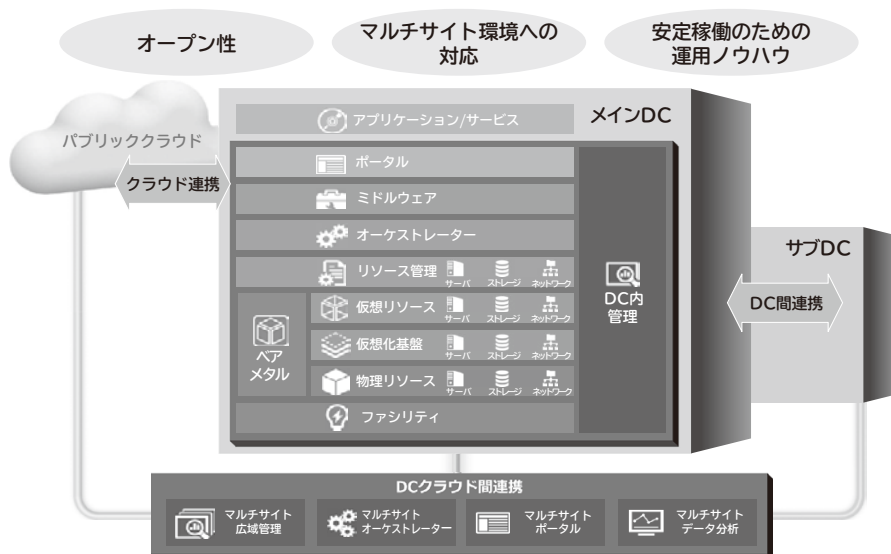 オープン性
マルチサイト環境への
対応
安定稼働のための
運用ノウハウ
パブリッククラウド
クラウド連携
メインDC
アプリケーション/サービス
ポータル
ミドルウェア
オーケストレーター
リソース管理 サーバ ストレージ ネットワーク
仮想リソース サーバ ストレージ ネットワーク
仮想化基盤 サーバ ストレージ ネットワーク
物理リソース サーバ ストレージ ネットワーク
ファシリティ
ベア
メタル
DC内
管理
サブDC
DC間連携
DCクラウド間連携
マルチサイト
広域管理
マルチサイト
オーケストレーター
マルチサイト
ポータル
マルチサイト
データ分析